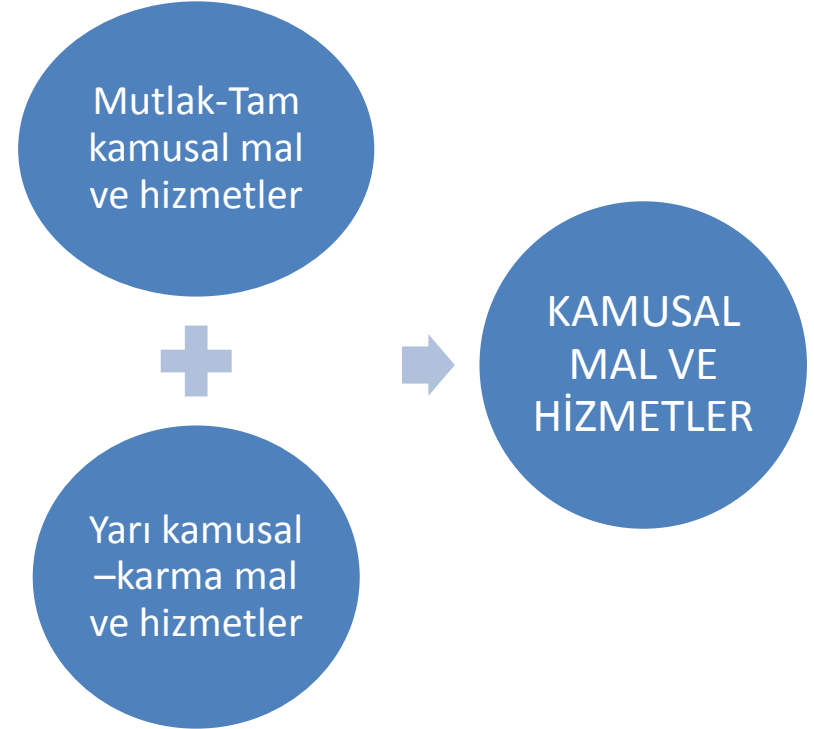 Mutlak-Tam
kamusal mal
ve hizmetler
Yarı kamusal
–karma mal
ve hizmetler
KAMUSAL
MAL VE
HİZMETLER